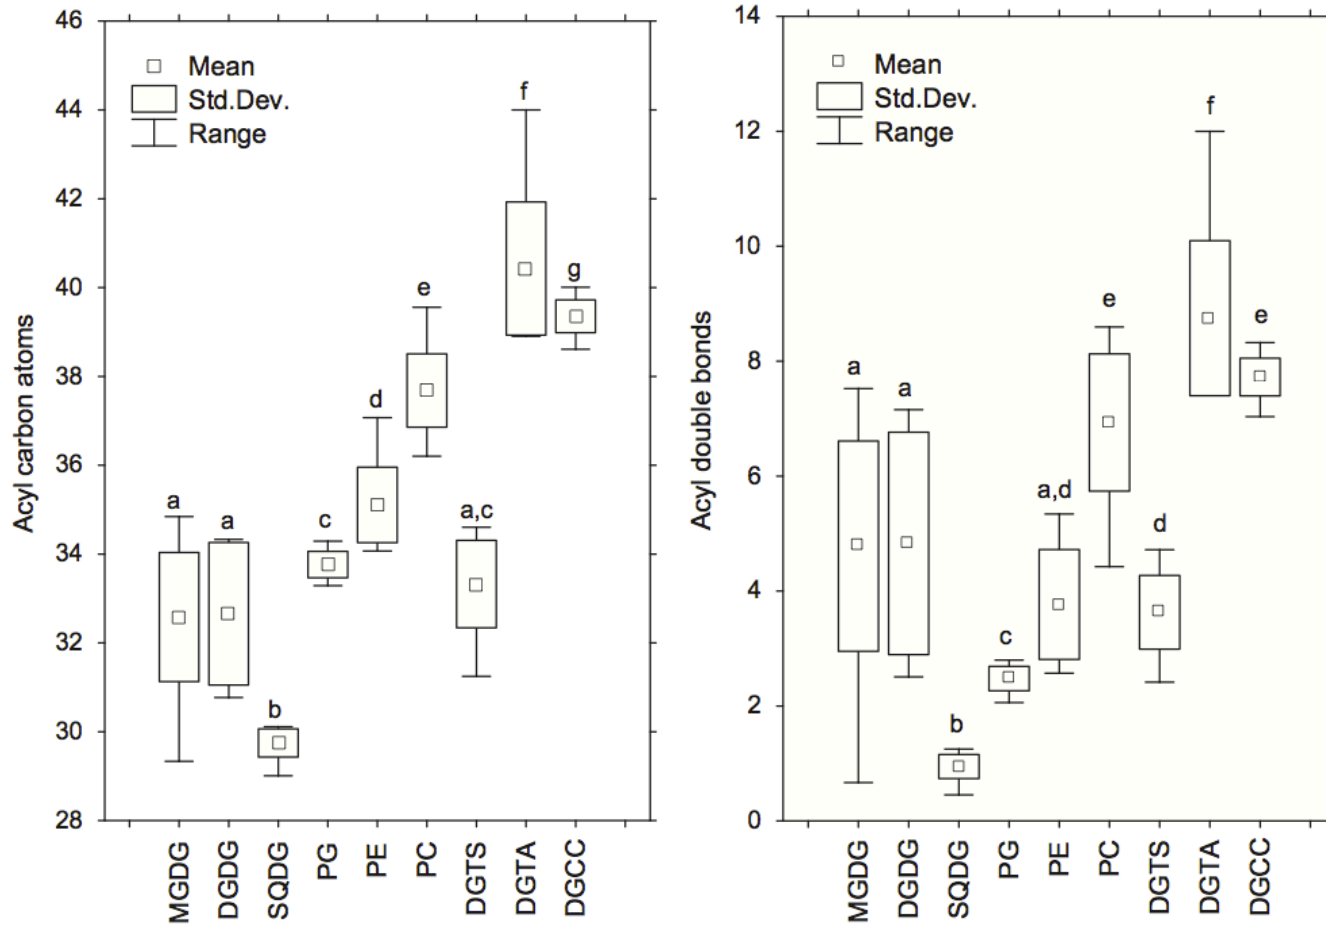 46
44
42
40
38
36
34
32
30
28
Acyl carbon atoms
Mean
Std.Dev.
Range
a
a
b
c
d
e
a,c
f
g
MGDG
DGDG
SQDG
PG
PE
PC
DGTS
DGTA
DGCC
14
12
10
8
6
4
2
0
Acyl double bonds
Mean
Std.Dev.
Range
a
a
b
c
a,d
e
d
f
e
MGDG
DGDG
SQDG
PG
PE
PC
DGTS
DGTA
DGCC